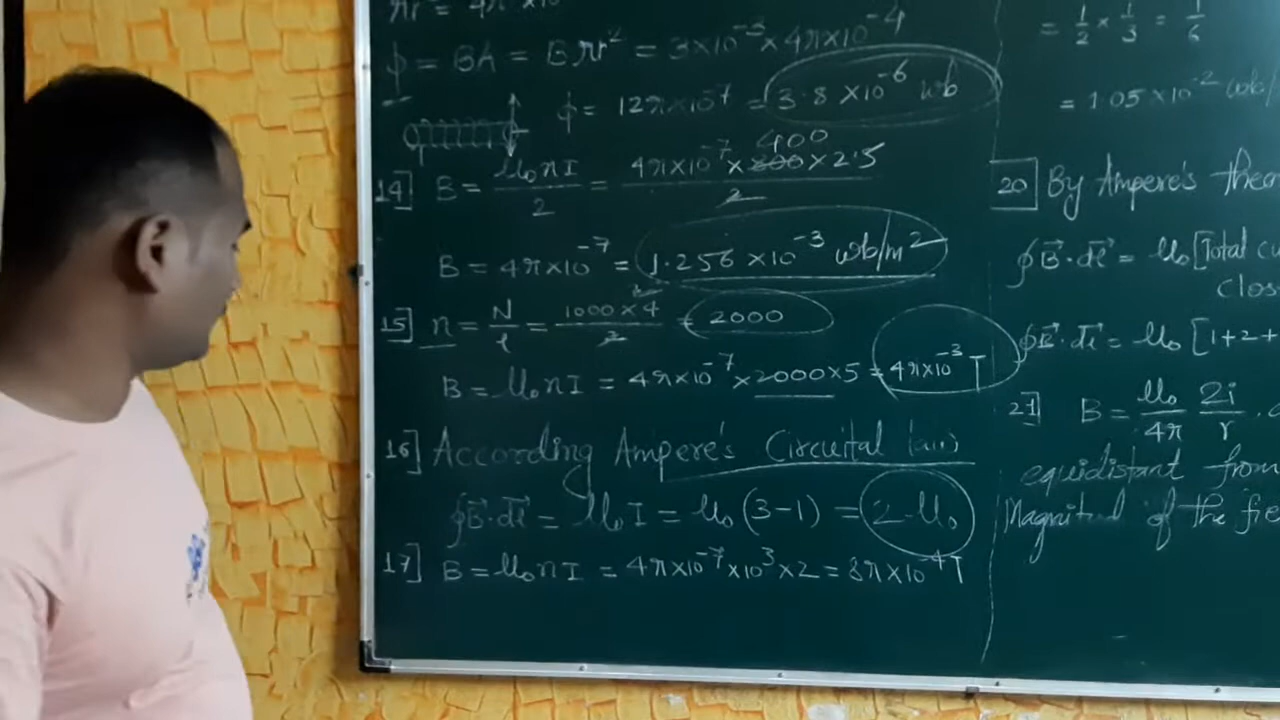 φ = BA = Bπr² = 3×10⁻³×4π×10⁻⁴
φ = 12π×10⁻⁷ = 3.8×10⁻⁶ wb
400
14] B = μ₀nI/2 = 4π×10⁻⁷×800×2.5/2
B = 4π×10⁻⁷ = 1.256×10⁻³ wb/m²
15] n = N/l = 1000×4/2 = 2000
B = μ₀nI = 4π×10⁻⁷×2000×5 = 4π×10⁻³ T
16] According Ampere's Circuital law
∮B⃗·dl⃗ = μ₀I = μ₀(3-1) = 2·μ₀
17] B = μ₀nI = 4π×10⁻⁷×10³×2 = 8π×10⁻⁴T
= 1/2 × 1/3 = 1/6
= 1.05×10⁻² wb/
20 By Ampere's
∮B⃗·dl⃗ = μ₀[Total
∮B⃗·dl⃗ = μ₀[1+2+
21] B = μ₀/4π 2i/r ·
equidistant from
of the